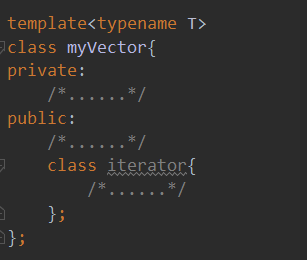 template<typename T>
class myVector{
private:
    /*......*/
public:
    /*......*/
    class iterator{
        /*......*/
    };
};